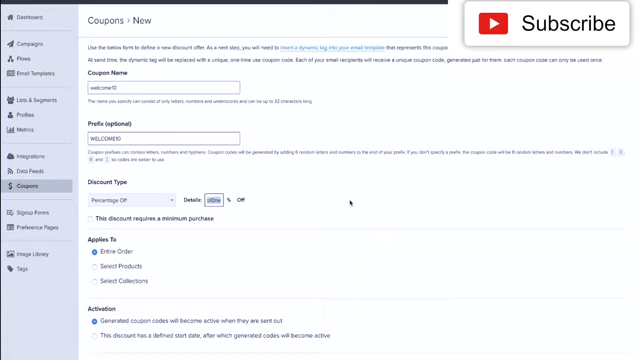 Subscribe
Dashboard
Campaigns
Flows
Email Templates
Lists & Segments
Profiles
Metrics
Integrations
Data Feeds
Coupons
Signup Forms
Preference Pages
Image Library
Tags
Coupons › New
Use the below form to define a new discount offer. As a next step, you will need to insert a dynamic tag into your email template that represents this coupon
At send time, the dynamic tag will be replaced with a unique, one-time use coupon code. Each of your email recipients will receive a unique coupon code, generated just for them. Each coupon code can only be used once.
Coupon Name
welcome10
The name you specify can consist of only letters, numbers and underscores and can be up to 32 characters long.
Prefix (optional)
WELCOME10
Coupon prefixes can contain letters, numbers and hyphens. Coupon codes will be generated by adding 6 random letters and numbers to the end of your prefix. If you don't specify a prefix, the coupon code will be 8 random letters and numbers. We don't include
so codes are easier to use.
Discount Type
Percentage Off
Details:
% Off
This discount requires a minimum purchase
Applies To
Entire Order
Select Products
Select Collections
Activation
Generated coupon codes will become active when they are sent out
This discount has a defined start date, after which generated codes will become active